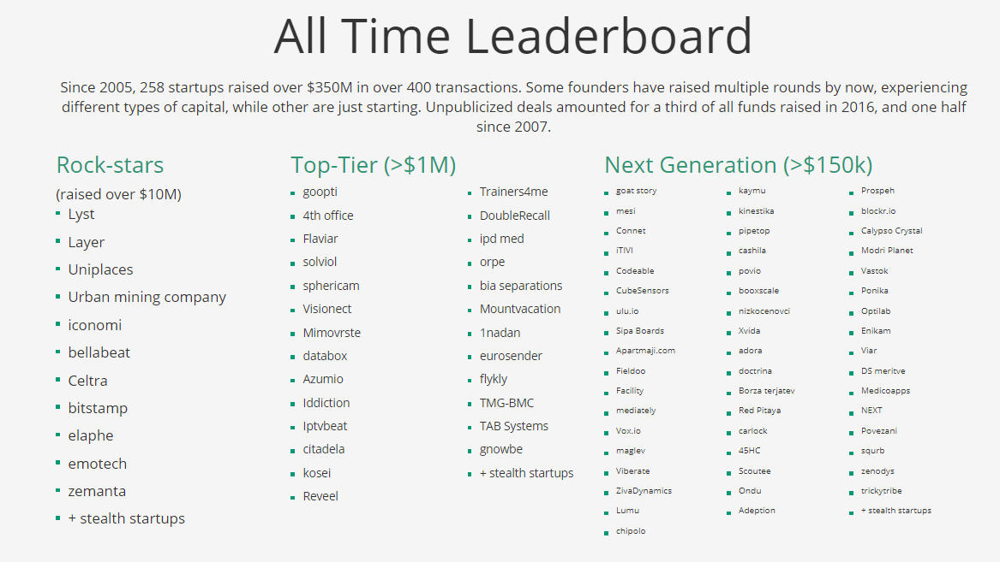 All Time Leaderboard
Since 2005, 258 startups raised over $350M in over 400 transactions. Some founders have raised multiple rounds by now, experiencing
different types of capital, while other are just starting. Unpublicized deals amounted for a third of all funds raised in 2016, and one half
since 2007.
Rock-stars
(raised over $10M)
Lyst
Layer
Uniplaces
Urban mining company
iconomi
bellabeat
Celtra
bitstamp
elaphe
emotech
zemanta
+ stealth startups
Top-Tier (>$1M)
goopti
4th office
Flaviar
solviol
sphericam
Visionect
Mimovrste
databox
Azumio
Iddiction
Iptvbeat
citadela
kosei
Reveel
Trainers4me
DoubleRecall
ipd med
orpe
bia separations
Mountvacation
1nadan
eurosender
flykly
TMG-BMC
TAB Systems
gnowbe
+ stealth startups
Next Generation (>$150k)
goat story
mesi
Connet
iTIVI
Codeable
CubeSensors
ulu.io
Sipa Boards
Apartmaji.com
Fieldoo
Facility
mediately
Vox.io
maglev
Viberate
ZivaDynamics
Lumu
chipolo
kaymu
kinestika
pipetop
cashila
povio
booxscale
nizkocenovci
Xvida
adora
doctrina
Borza terjatev
Red Pitaya
carlock
45HC
Scoutee
Ondu
Adeption
Prospeh
blockr.io
Calypso Crystal
Modri Planet
Vastok
Ponika
Optilab
Enikam
Viar
DS meritve
Medicoapps
NEXT
Povezani
squrb
zenodys
trickytribe
+ stealth startups